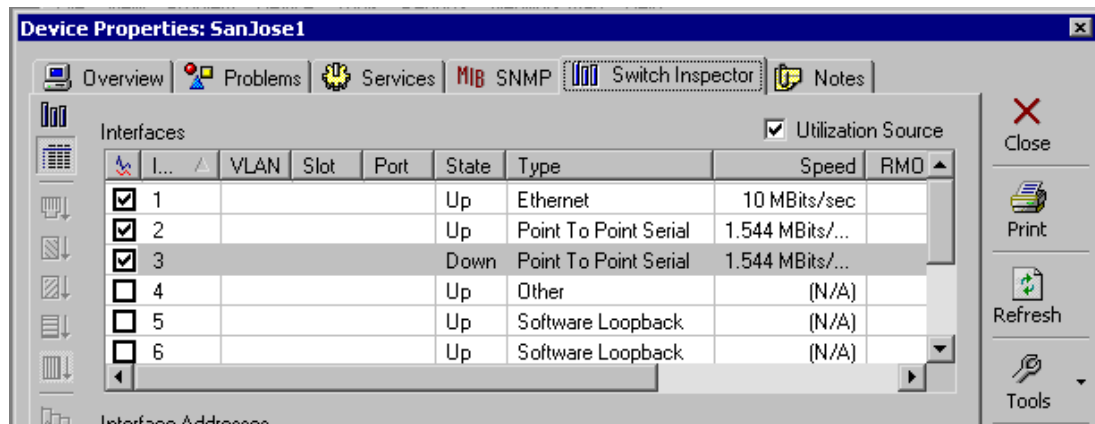 Device Properties: SanJose1
Overview Problems Services MIB SNMP Switch Inspector Notes
Interfaces Utilization Source
I... VLAN Slot Port State Type Speed RMO
1 Up Ethernet 10 MBits/sec
2 Up Point To Point Serial 1.544 MBits/...
3 Down Point To Point Serial 1.544 MBits/...
4 Up Other (N/A)
5 Up Software Loopback (N/A)
6 Up Software Loopback (N/A)
Interface Addresses
Close
Print
Refresh
Tools